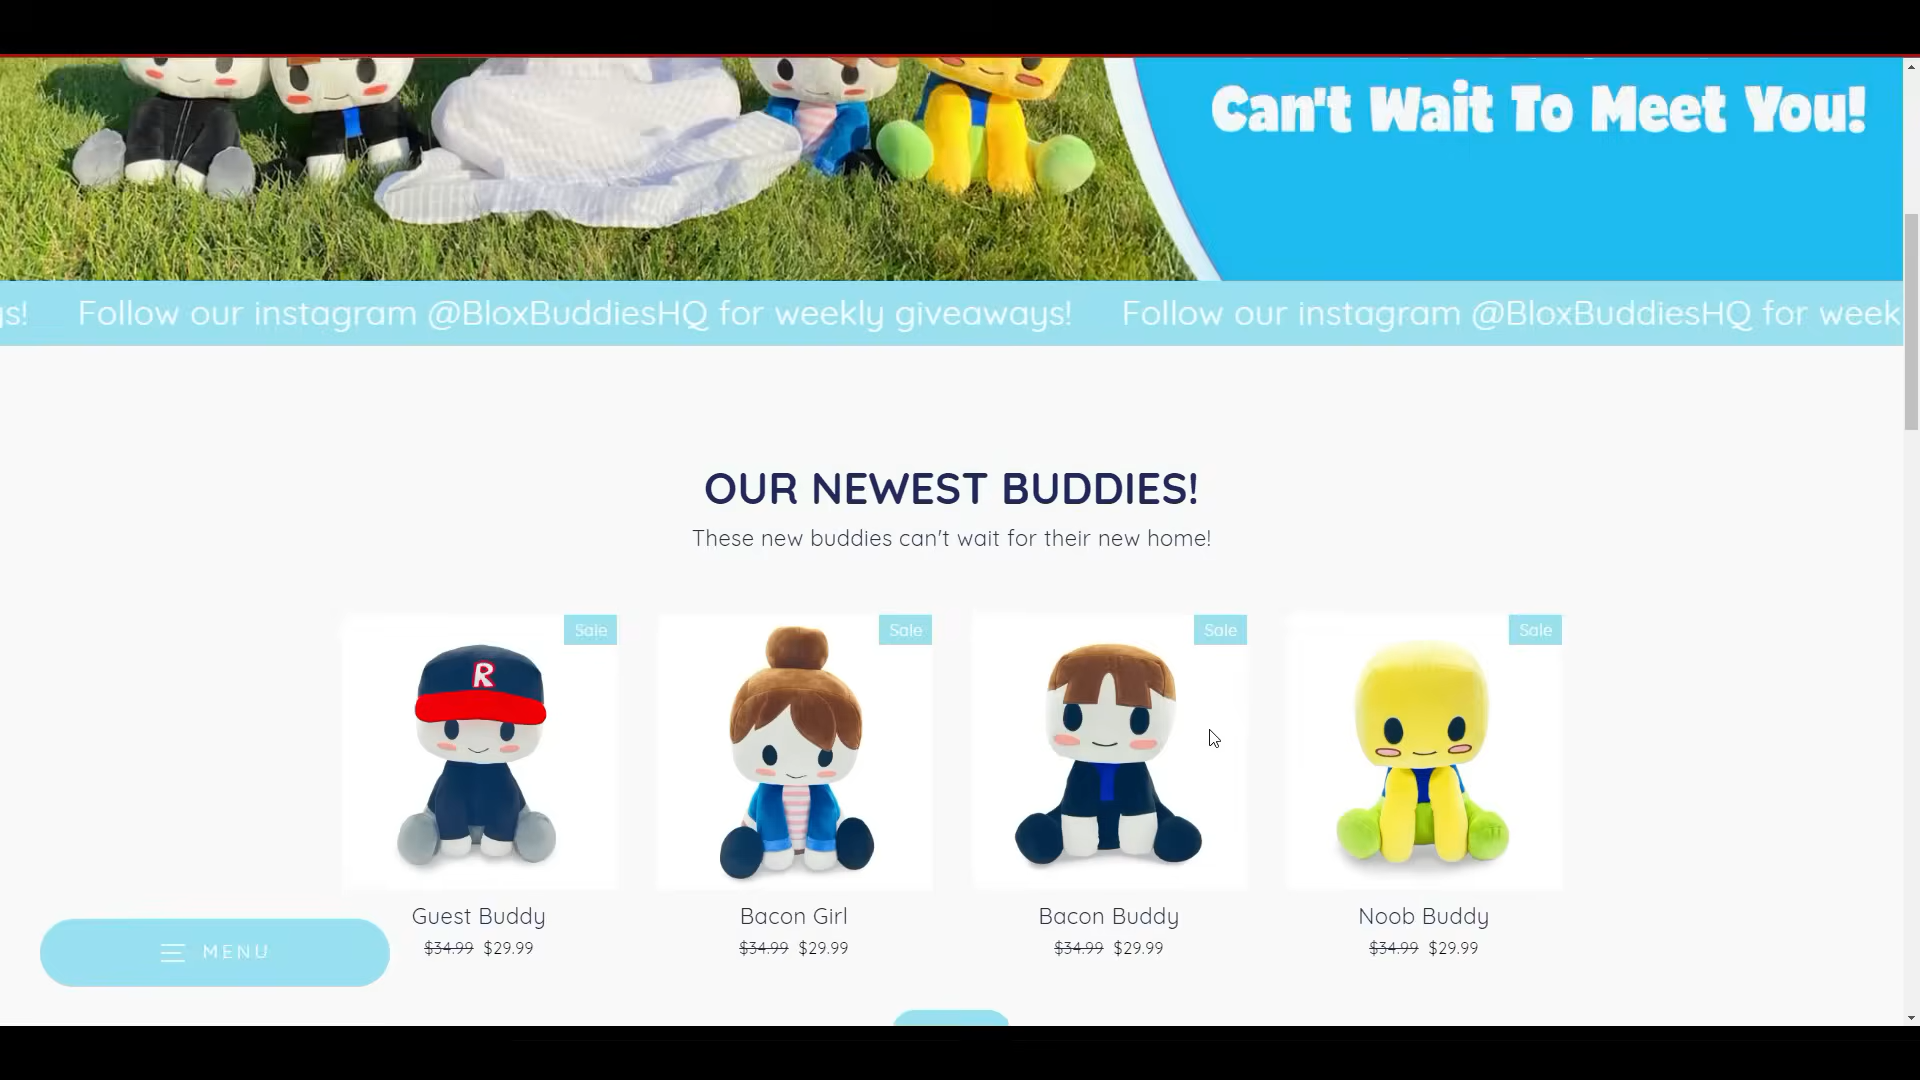 Can't Wait To Meet You!
Follow our instagram @BloxBuddiesHQ for weekly giveaways! Follow our instagram @BloxBuddiesHQ for week
OUR NEWEST BUDDIES!
These new buddies can't wait for their new home!
Sale Sale Sale Sale
R
Guest Buddy Bacon Girl Bacon Buddy Noob Buddy
$34.99 $29.99 $34.99 $29.99 $34.99 $29.99 $34.99 $29.99
MENU